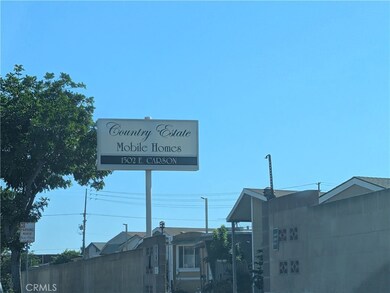 Country Estate
Mobile Homes
1502 E. CARSON
CRMLS